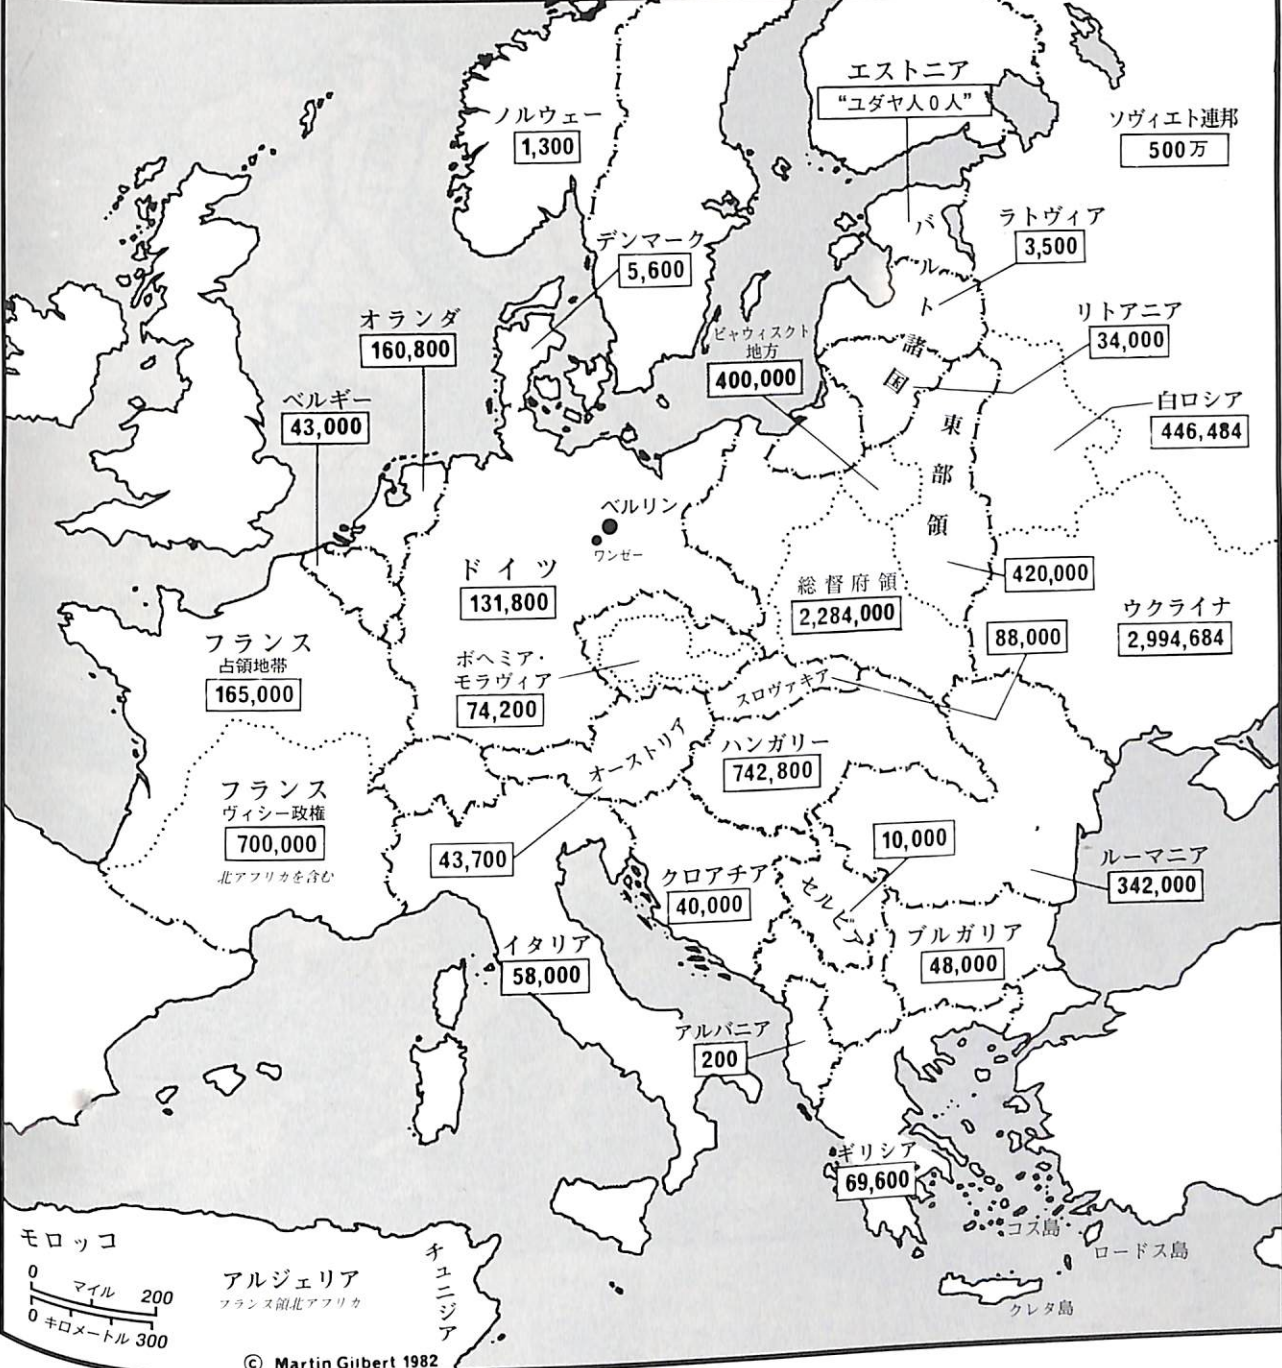 エストニア
“ユダヤ人0人”
ソヴィエト連邦
500万
ノルウェー
1,300
バルト諸国
ラトヴィア
3,500
デンマーク
5,600
リトアニア
34,000
オランダ
160,800
ビャウィスクト
地方
400,000
ベルギー
43,000
白ロシア
446,484
東部領
420,000
ベルリン
ワンゼー
ドイツ
131,800
総督府領
2,284,000
ウクライナ
2,994,684
88,000
フランス
占領地帯
165,000
ボヘミア・
モラヴィア
74,200
スロヴァキア
オーストリア
ハンガリー
742,800
フランス
ヴィシー政権
700,000
北アフリカを含む
43,700
10,000
クロアチア
40,000
セルビア
ルーマニア
342,000
イタリア
58,000
ブルガリア
48,000
アルバニア
200
ギリシア
69,600
コス島
ロードス島
クレタ島
モロッコ
アルジェリア
フランス領北アフリカ
チュニジア
0 マイル 200
0 キロメートル 300
© Martin Gilbert 1982